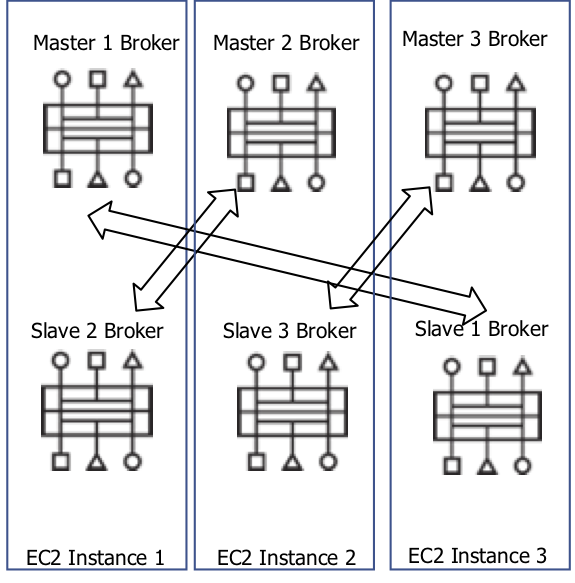 Master 1 Broker
Master 2 Broker
Master 3 Broker
Slave 2 Broker
Slave 3 Broker
Slave 1 Broker
EC2 Instance 1
EC2 Instance 2
EC2 Instance 3